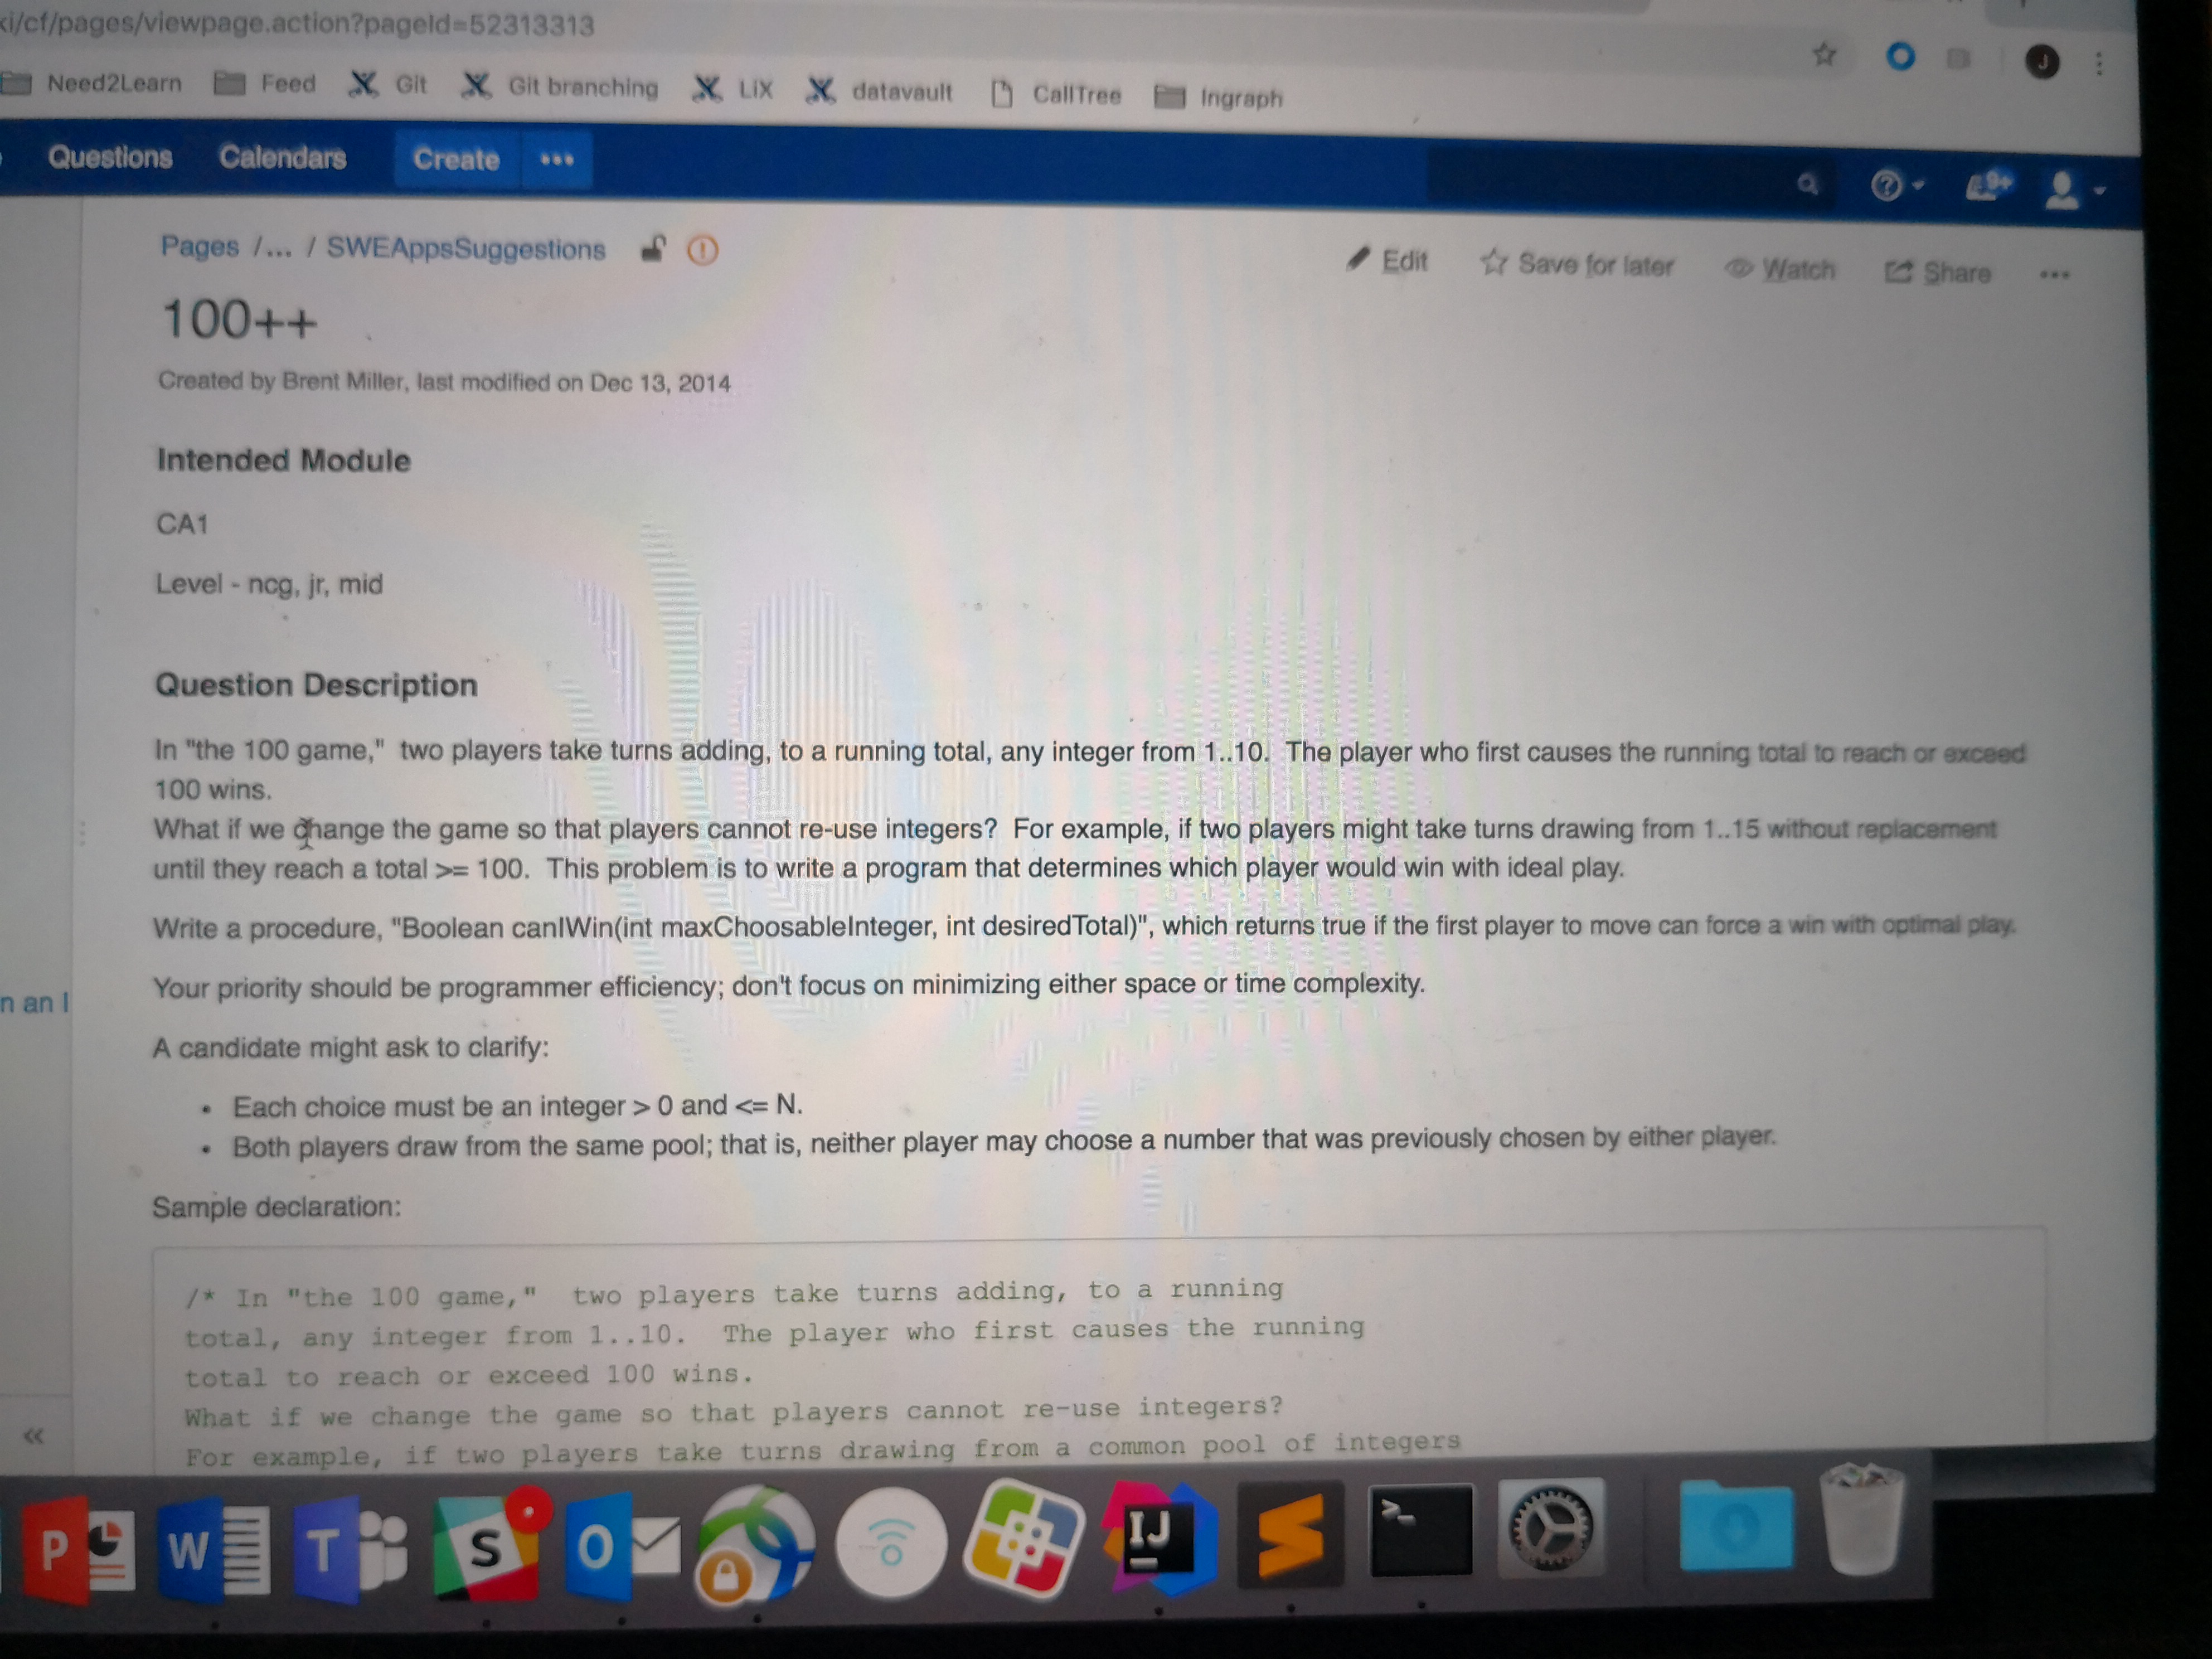 ki/cf/pages/viewpage.action?pageId=52313313
Need2Learn Feed Git Git branching LiX datavault CallTree Ingraph
J
Questions Calendars Create
9+
Pages /... / SWEAppsSuggestions
Edit Save for later Watch Share
100++
Created by Brent Miller, last modified on Dec 13, 2014
Intended Module
CA1
Level - ncg, jr, mid
Question Description
In "the 100 game," two players take turns adding, to a running total, any integer from 1..10. The player who first causes the running total to reach or exceed
100 wins.
What if we change the game so that players cannot re-use integers? For example, if two players might take turns drawing from 1..15 without replacement
until they reach a total >= 100. This problem is to write a program that determines which player would win with ideal play.
Write a procedure, "Boolean canIWin(int maxChoosableInteger, int desiredTotal)", which returns true if the first player to move can force a win with optimal play.
Your priority should be programmer efficiency; don't focus on minimizing either space or time complexity.
n an I
A candidate might ask to clarify:
• Each choice must be an integer > 0 and <= N.
• Both players draw from the same pool; that is, neither player may choose a number that was previously chosen by either player.
Sample declaration:
/* In "the 100 game," two players take turns adding, to a running
total, any integer from 1..10. The player who first causes the running
total to reach or exceed 100 wins.
What if we change the game so that players cannot re-use integers?
For example, if two players take turns drawing from a common pool of integers
P W T S O IJ >_